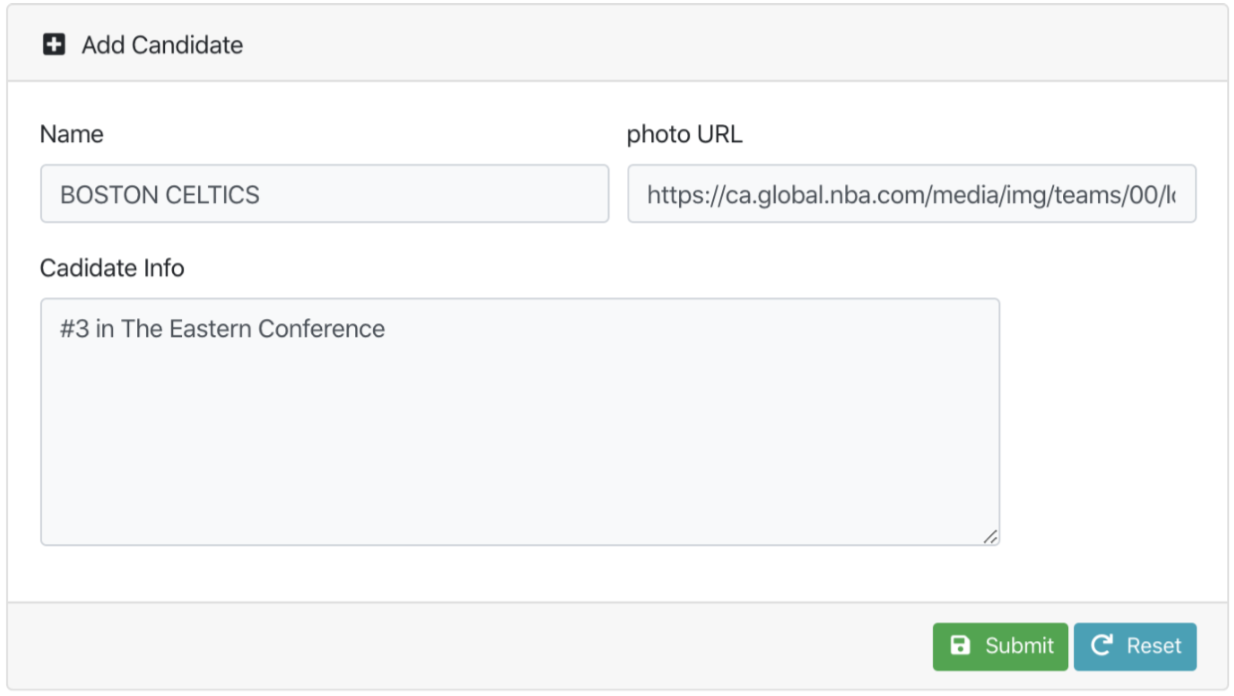 Add Candidate
Name
photo URL
BOSTON CELTICS
https://ca.global.nba.com/media/img/teams/00/l
Cadidate Info
#3 in The Eastern Conference
Submit
Reset